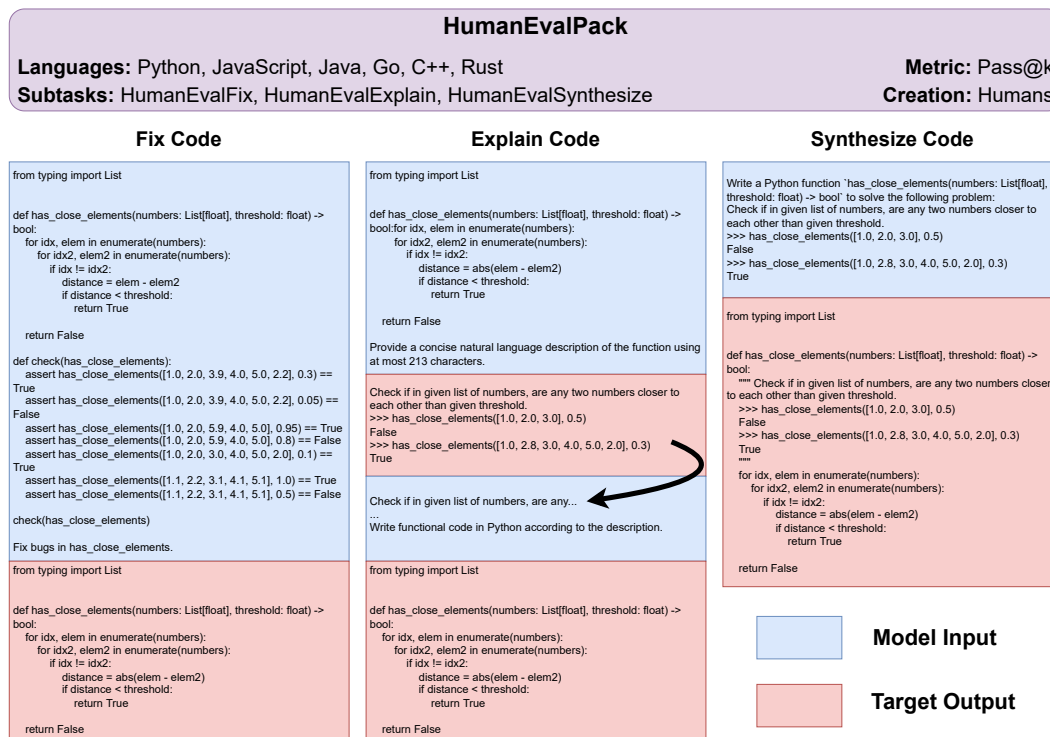 HumanEvalPack
Languages: Python, JavaScript, Java, Go, C++, Rust
Metric: Pass@k
Subtasks: HumanEvalFix, HumanEvalExplain, HumanEvalSynthesize
Creation: Humans
Fix Code
from typing import List
def has_close_elements(numbers: List[float], threshold: float) ->
bool:
for idx, elem in enumerate(numbers):
for idx2, elem2 in enumerate(numbers):
if idx != idx2:
distance = elem - elem2
if distance < threshold:
return True
return False
def check(has_close_elements):
assert has_close_elements([1.0, 2.0, 3.9, 4.0, 5.0, 2.2], 0.3) ==
True
assert has_close_elements([1.0, 2.0, 3.9, 4.0, 5.0, 2.2], 0.05) ==
False
assert has_close_elements([1.0, 2.0, 5.9, 4.0, 5.0], 0.95) == True
assert has_close_elements([1.0, 2.0, 5.9, 4.0, 5.0], 0.8) == False
assert has_close_elements([1.0, 2.0, 3.0, 4.0, 5.0, 2.0], 0.1) ==
True
assert has_close_elements([1.1, 2.2, 3.1, 4.1, 5.1], 1.0) == True
assert has_close_elements([1.1, 2.2, 3.1, 4.1, 5.1], 0.5) == False
check(has_close_elements)
Fix bugs in has_close_elements.
from typing import List
def has_close_elements(numbers: List[float], threshold: float) ->
bool:
for idx, elem in enumerate(numbers):
for idx2, elem2 in enumerate(numbers):
if idx != idx2:
distance = abs(elem - elem2)
if distance < threshold:
return True
return False
Explain Code
from typing import List
def has_close_elements(numbers: List[float], threshold: float) ->
bool:for idx, elem in enumerate(numbers):
for idx2, elem2 in enumerate(numbers):
if idx != idx2:
distance = abs(elem - elem2)
if distance < threshold:
return True
return False
Provide a concise natural language description of the function using
at most 213 characters.
Check if in given list of numbers, are any two numbers closer to
each other than given threshold.
>>> has_close_elements([1.0, 2.0, 3.0], 0.5)
False
>>> has_close_elements([1.0, 2.8, 3.0, 4.0, 5.0, 2.0], 0.3)
True
Check if in given list of numbers, are any...
...
Write functional code in Python according to the description.
from typing import List
def has_close_elements(numbers: List[float], threshold: float) ->
bool:
for idx, elem in enumerate(numbers):
for idx2, elem2 in enumerate(numbers):
if idx != idx2:
distance = abs(elem - elem2)
if distance < threshold:
return True
return False
Synthesize Code
Write a Python function `has_close_elements(numbers: List[float],
threshold: float) -> bool` to solve the following problem:
Check if in given list of numbers, are any two numbers closer to
each other than given threshold.
>>> has_close_elements([1.0, 2.0, 3.0], 0.5)
False
>>> has_close_elements([1.0, 2.8, 3.0, 4.0, 5.0, 2.0], 0.3)
True
from typing import List
def has_close_elements(numbers: List[float], threshold: float) ->
bool:
""" Check if in given list of numbers, are any two numbers closer
to each other than given threshold.
>>> has_close_elements([1.0, 2.0, 3.0], 0.5)
False
>>> has_close_elements([1.0, 2.8, 3.0, 4.0, 5.0, 2.0], 0.3)
True
"""
for idx, elem in enumerate(numbers):
for idx2, elem2 in enumerate(numbers):
if idx != idx2:
distance = abs(elem - elem2)
if distance < threshold:
return True
return False
Model Input
Target Output